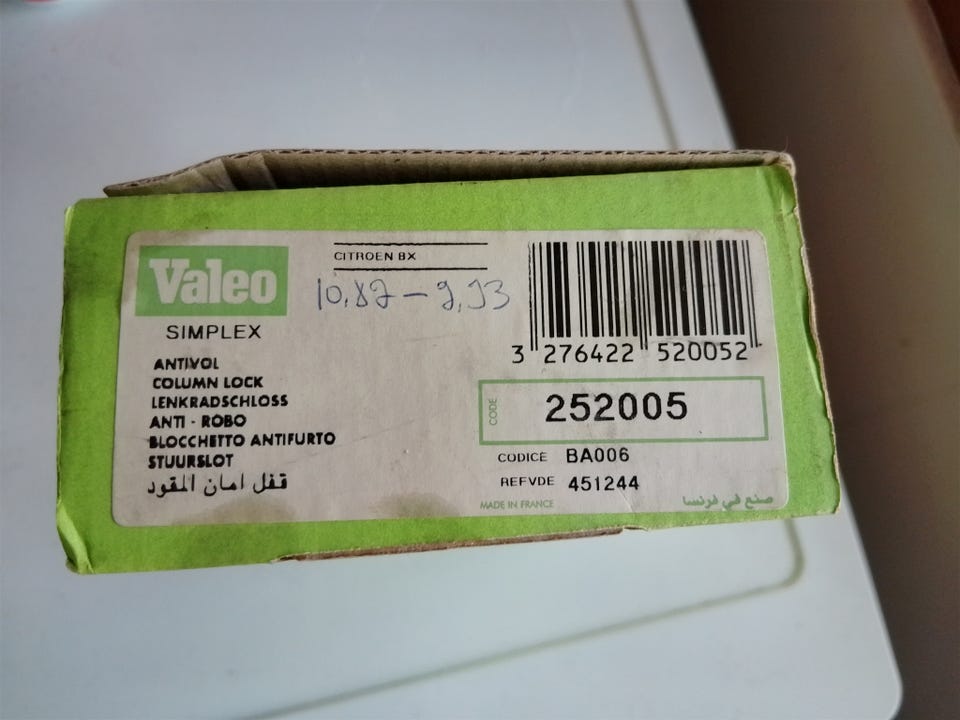 Valeo
SIMPLEX
CITROEN BX
10,87 - 9,93
ANTIVOL
COLUMN LOCK
LENKRADSCHLOSS
ANTI - ROBO
BLOCCHETTO ANTIFURTO
STUURSLOT
قفل امان المقود
3 276422 520052
CODE
252005
CODICE BA006
REFVDE 451244
MADE IN FRANCE
صنع في فرنسا